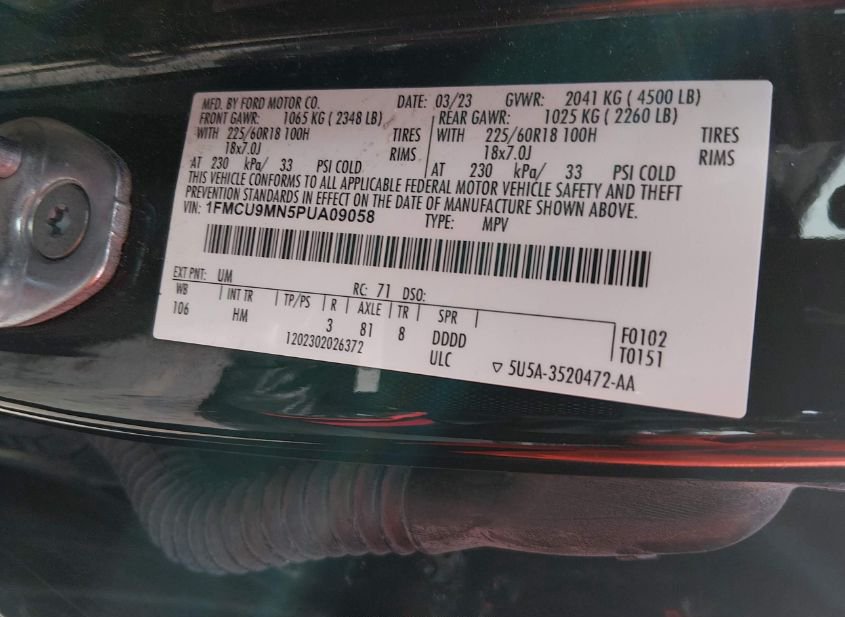 MFD. BY FORD MOTOR CO. DATE: 03/23 GVWR: 2041 KG ( 4500 LB)
FRONT GAWR: 1065 KG ( 2348 LB) REAR GAWR: 1025 KG ( 2260 LB)
WITH 225/60R18 100H TIRES WITH 225/60R18 100H TIRES
18x7.0J RIMS 18x7.0J RIMS
AT 230 kPa/ 33 PSI COLD AT 230 kPa/ 33 PSI COLD
THIS VEHICLE CONFORMS TO ALL APPLICABLE FEDERAL MOTOR VEHICLE SAFETY AND THEFT
PREVENTION STANDARDS IN EFFECT ON THE DATE OF MANUFACTURE SHOWN ABOVE.
VIN: 1FMCU9MN5PUA09058 TYPE: MPV
EXT PNT: UM RC: 71 DSO:
WB INT TR TP/PS R AXLE TR SPR
106 HM 3 81 8 DDDD F0102
1202302026372 ULC T0151
▽ 5U5A-3520472-AA